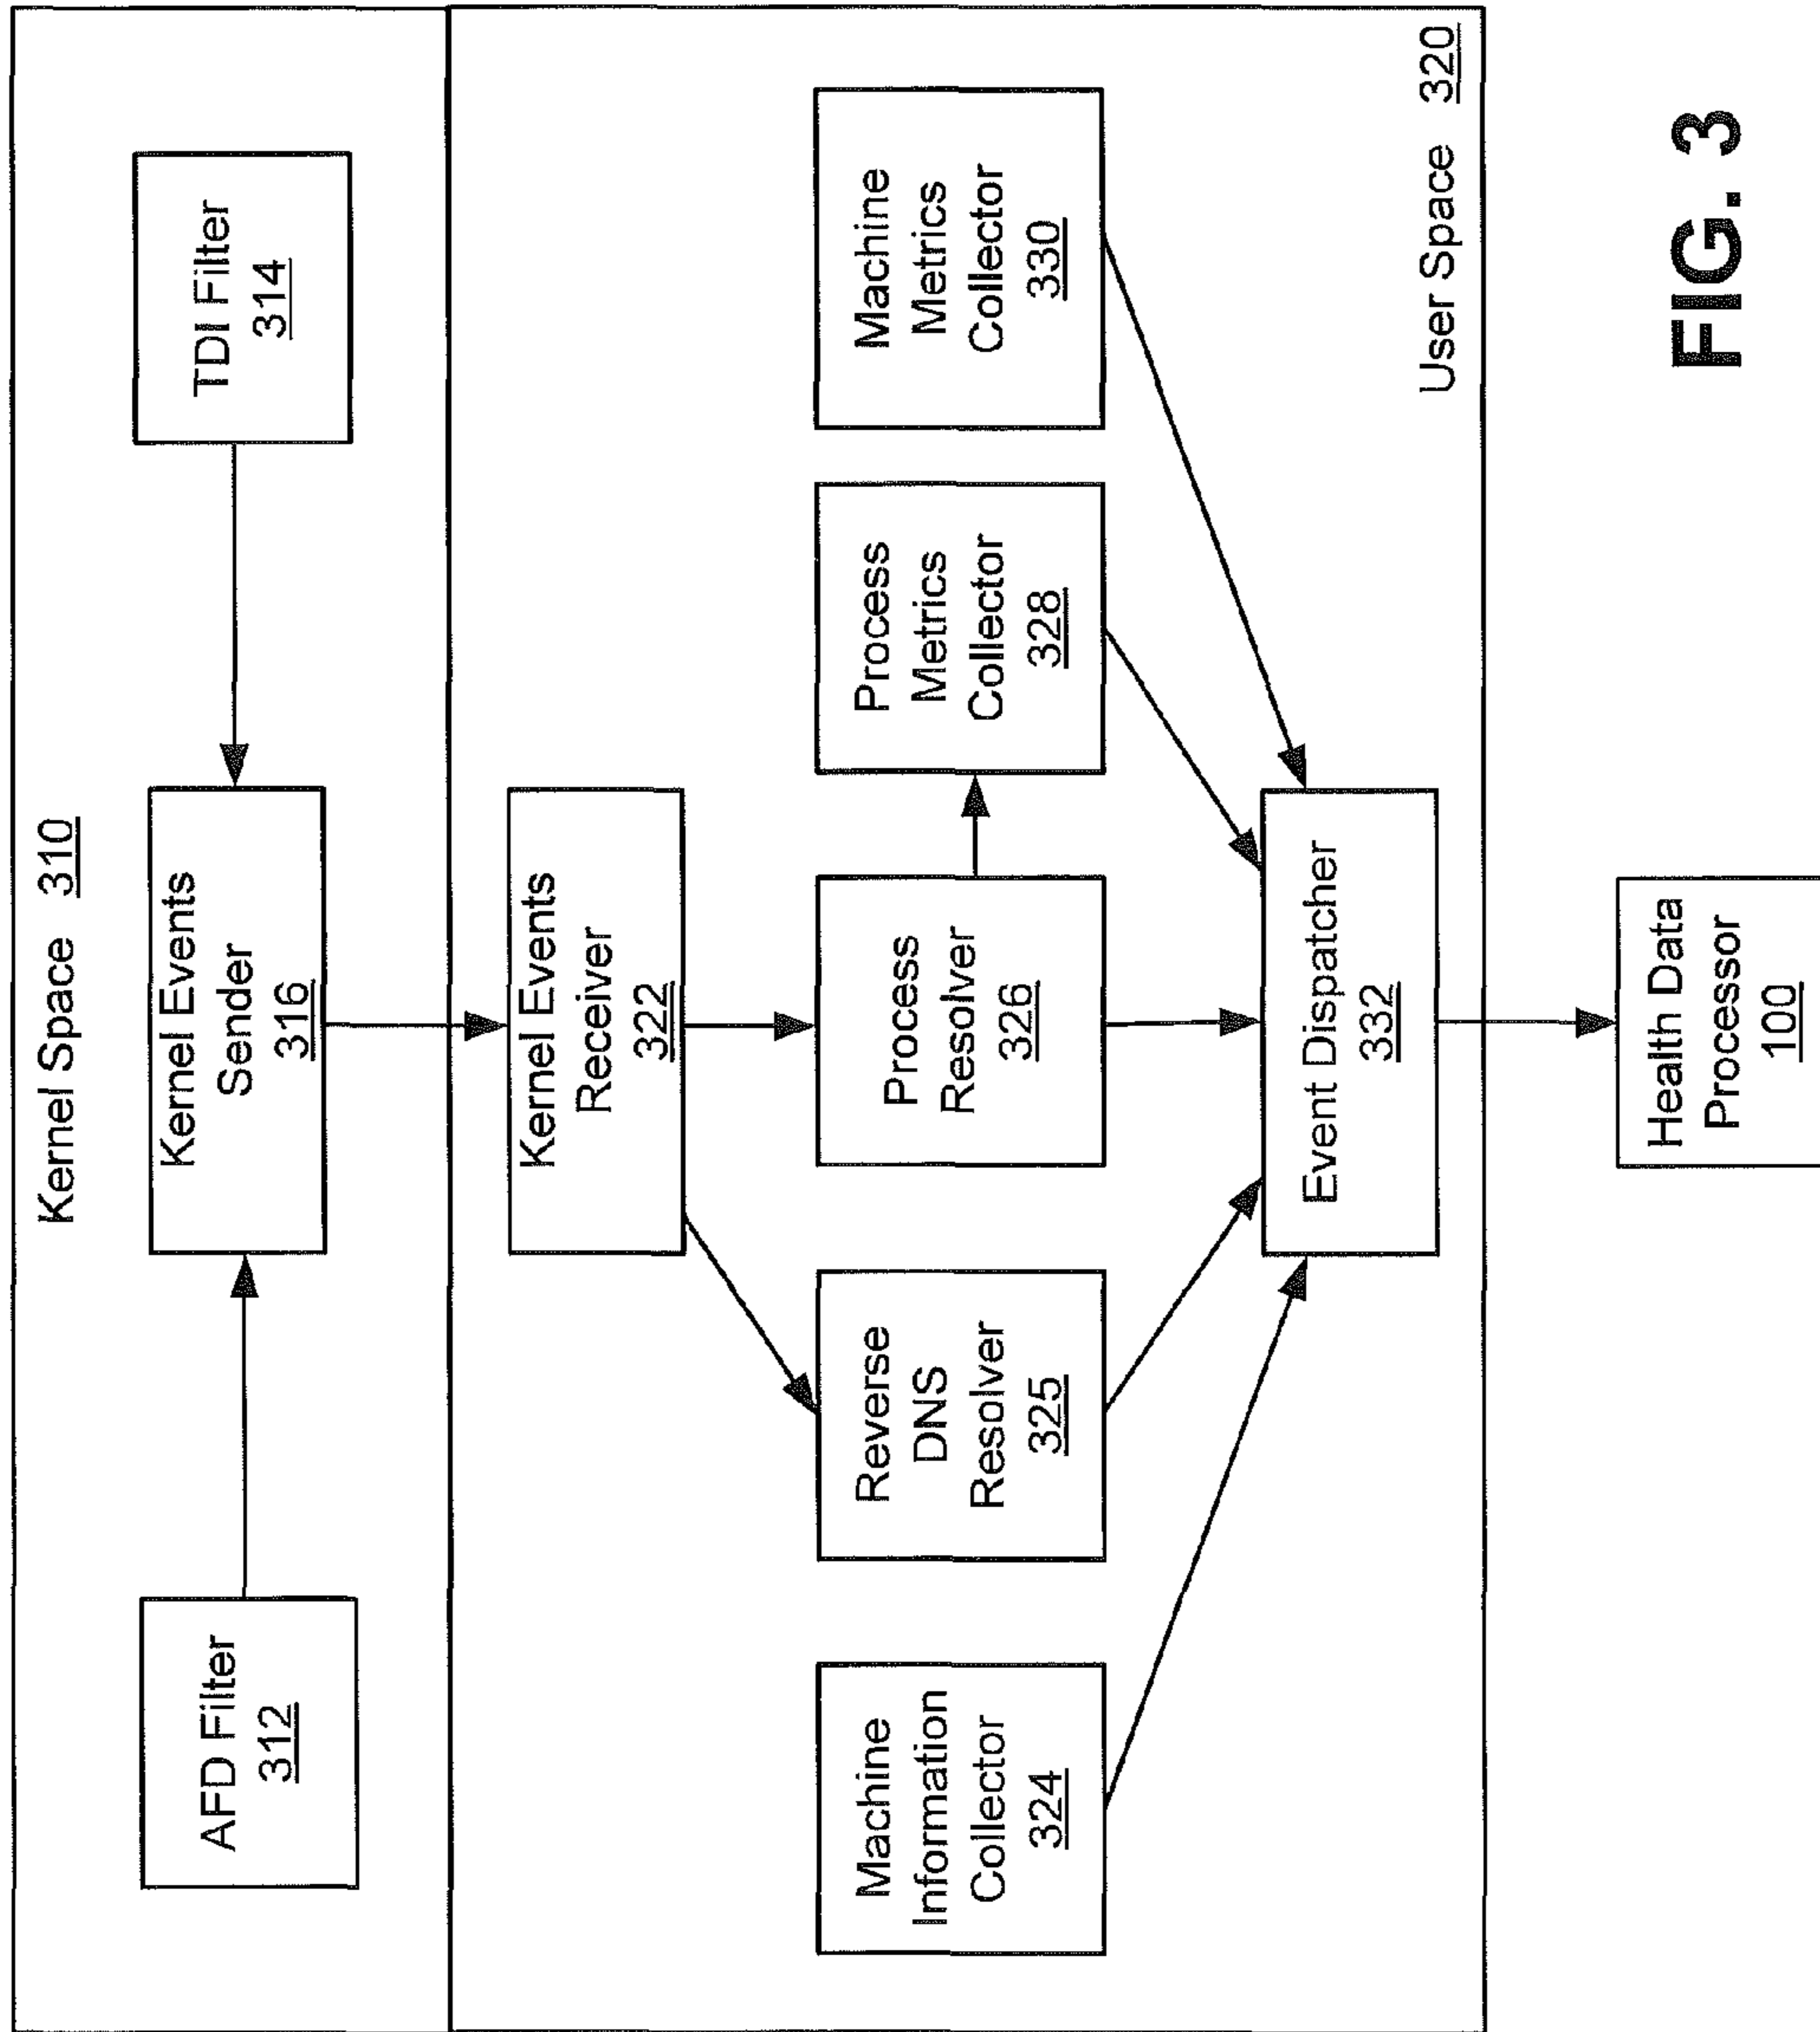 Kernel Space 310
AFD Filter
312
Kernel Events
Sender
316
TDI Filter
314
Kernel Events
Receiver
322
Machine
Information
Collector
324
Reverse
DNS
Resolver
325
Process
Resolver
326
Process
Metrics
Collector
328
Machine
Metrics
Collector
330
Event Dispatcher
332
User Space 320
Health Data
Processor
100
FIG. 3